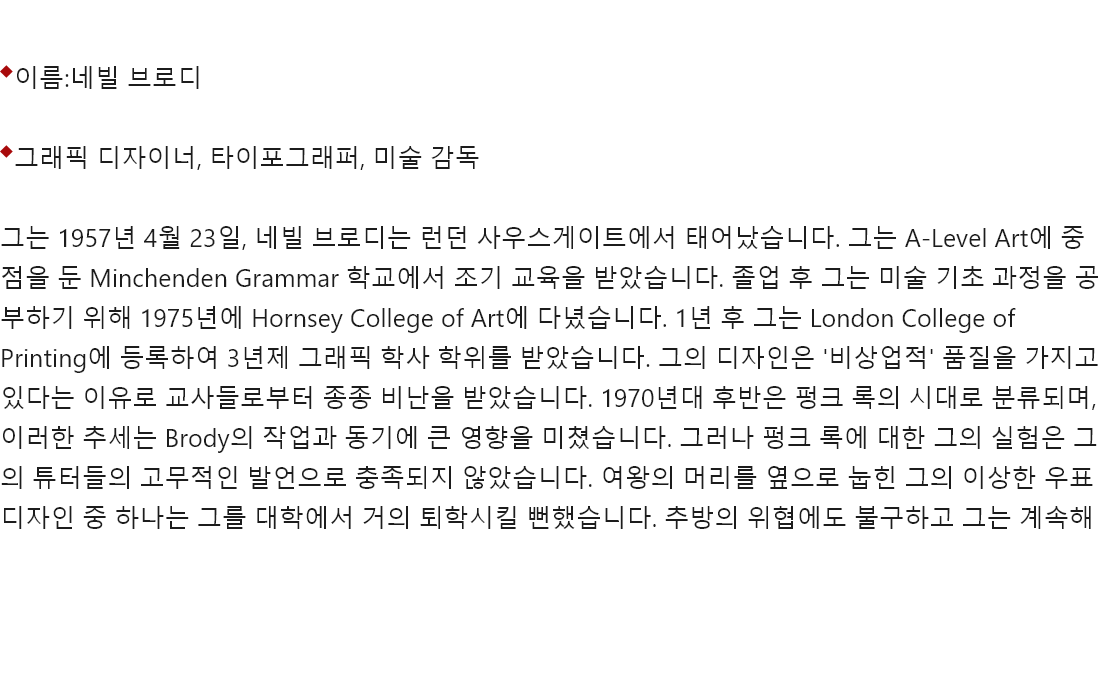 ◆이름:네빌 브로디
◆그래픽 디자이너, 타이포그래퍼, 미술 감독
그는 1957년 4월 23일, 네빌 브로디는 런던 사우스게이트에서 태어났습니다. 그는 A-Level Art에 중
점을 둔 Minchenden Grammar 학교에서 조기 교육을 받았습니다. 졸업 후 그는 미술 기초 과정을 공
부하기 위해 1975년에 Hornsey College of Art에 다녔습니다. 1년 후 그는 London College of
Printing에 등록하여 3년제 그래픽 학사 학위를 받았습니다. 그의 디자인은 '비상업적' 품질을 가지고
있다는 이유로 교사들로부터 종종 비난을 받았습니다. 1970년대 후반은 펑크 록의 시대로 분류되며,
이러한 추세는 Brody의 작업과 동기에 큰 영향을 미쳤습니다. 그러나 펑크 록에 대한 그의 실험은 그
의 튜터들의 고무적인 발언으로 충족되지 않았습니다. 여왕의 머리를 옆으로 눕힌 그의 이상한 우표
디자인 중 하나는 그를 대학에서 거의 퇴학시킬 뻔했습니다. 추방의 위협에도 불구하고 그는 계속해